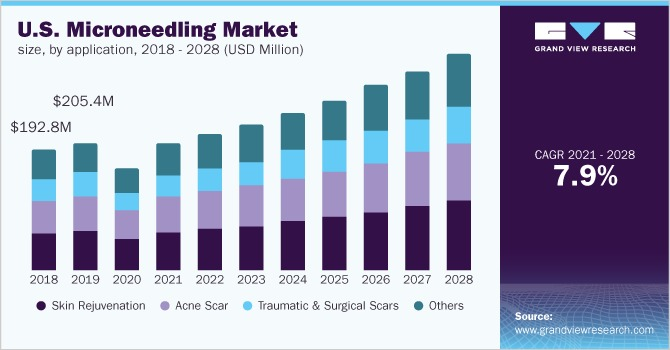 U.S. Microneedling Market
size, by application, 2018 - 2028 (USD Million)
$205.4M
$192.8M
2018 2019 2020 2021 2022 2023 2024 2025 2026 2027 2028
Skin Rejuvenation Acne Scar Traumatic & Surgical Scars Others
GRAND VIEW RESEARCH
CAGR 2021 - 2028
7.9%
Source:
www.grandviewresearch.com